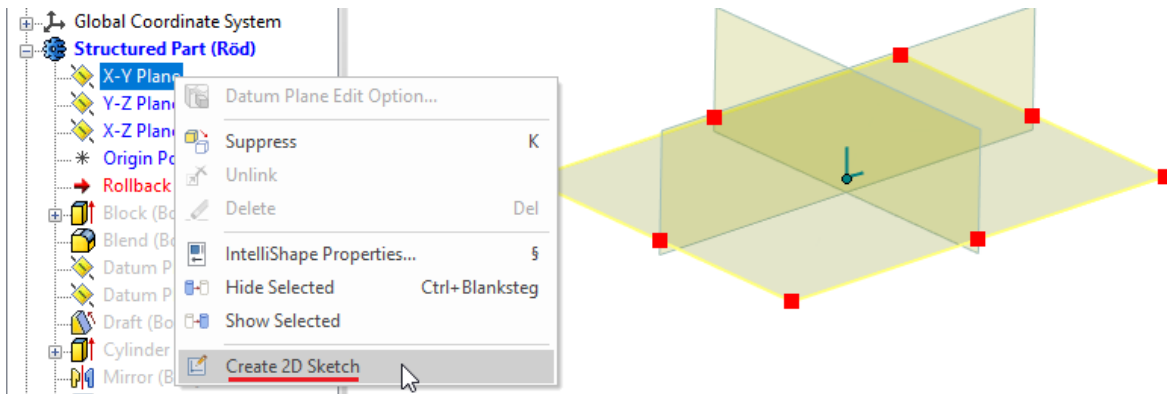 Global Coordinate System
Structured Part (Röd)
X-Y Plane
Y-Z Plan
X-Z Plan
Origin Po
Rollback
Block (Bo
Blend (Bo
Datum P
Datum P
Draft (Bo
Cylinder
Mirror (B
Datum Plane Edit Option...
Suppress K
Unlink
Delete Del
IntelliShape Properties... §
Hide Selected Ctrl+Blanksteg
Show Selected
Create 2D Sketch